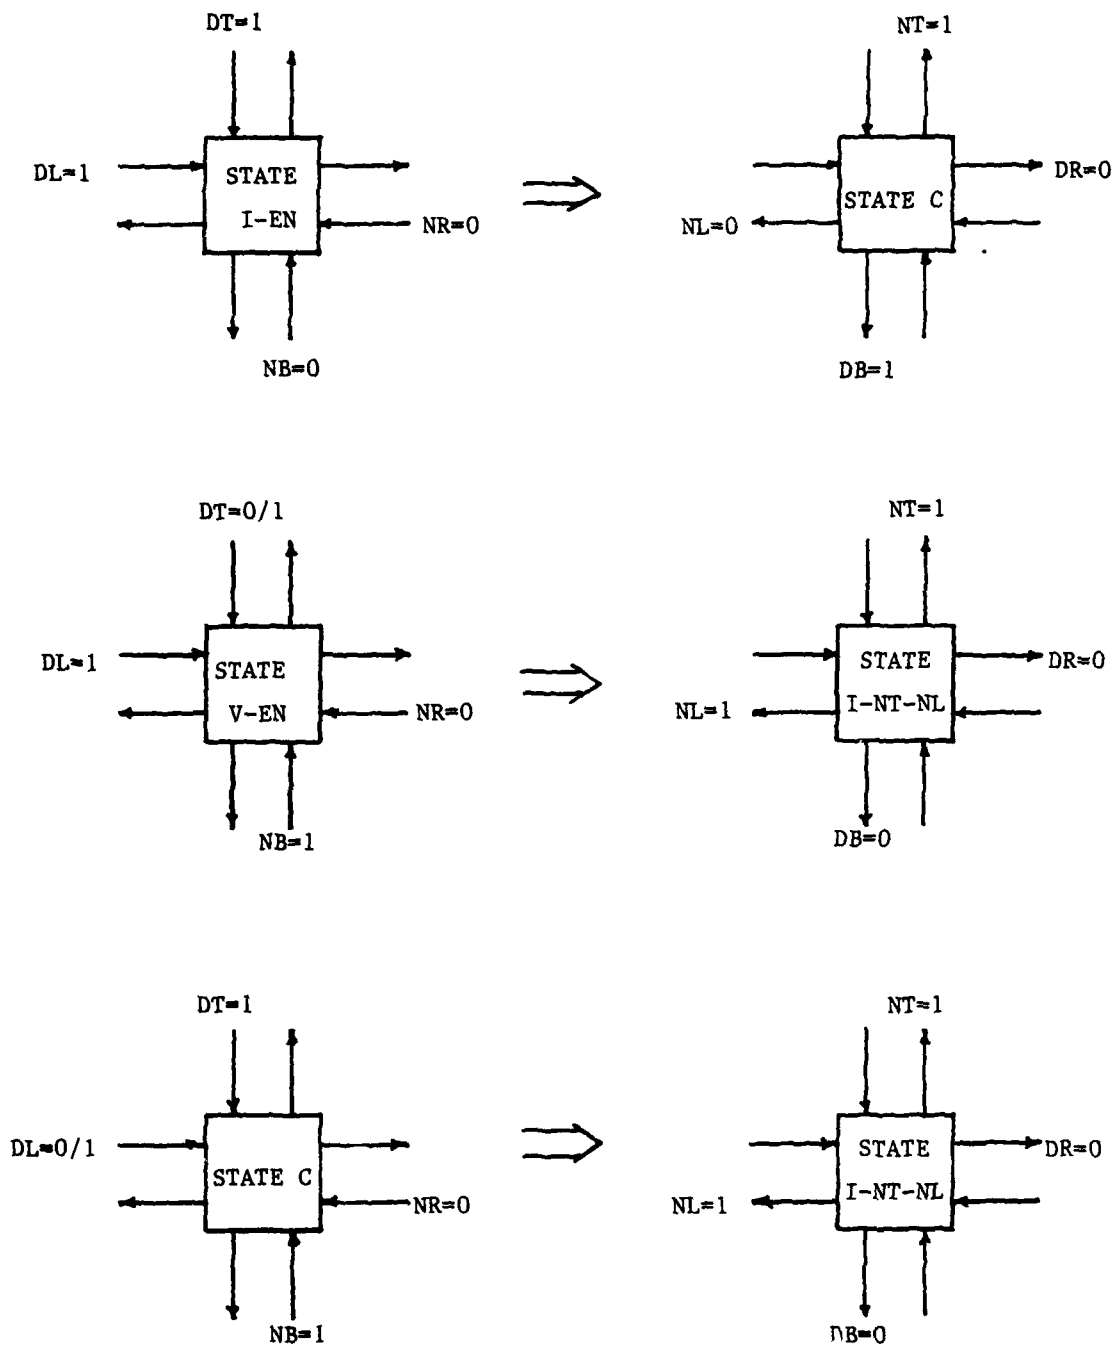 DT=1
NT=1
DL=1
STATE
I-EN
NR=0
STATE C
DR=0
NL=0
NB=0
DB=1
DT=0/1
NT=1
DL=1
STATE
V-EN
NR=0
STATE
I-NT-NL
DR=0
NL=1
NB=1
DB=0
DT=1
NT=1
DL=0/1
STATE C
NR=0
STATE
I-NT-NL
DR=0
NL=1
NB=1
DB=0